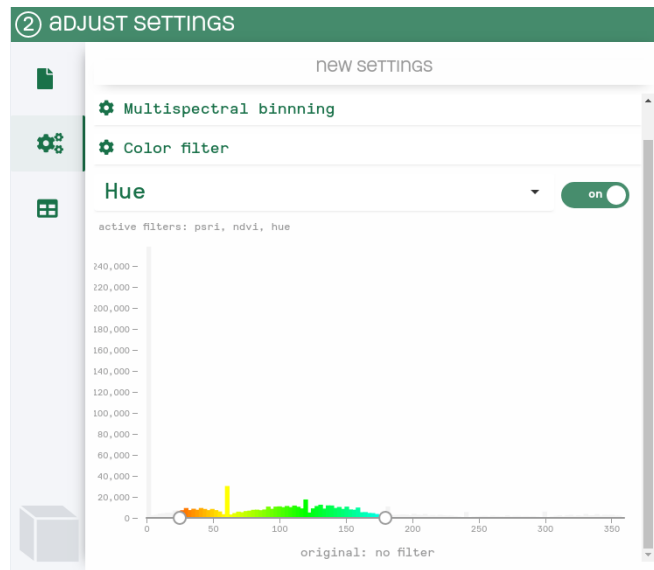 ② ADJUST SETTINGS
NEW SETTINGS
Multispectral binnning
Color filter
Hue
on
active filters: psri, ndvi, hue
240,000
220,000
200,000
180,000
160,000
140,000
120,000
100,000
80,000
60,000
40,000
20,000
0
0 50 100 150 200 250 300 350
original: no filter